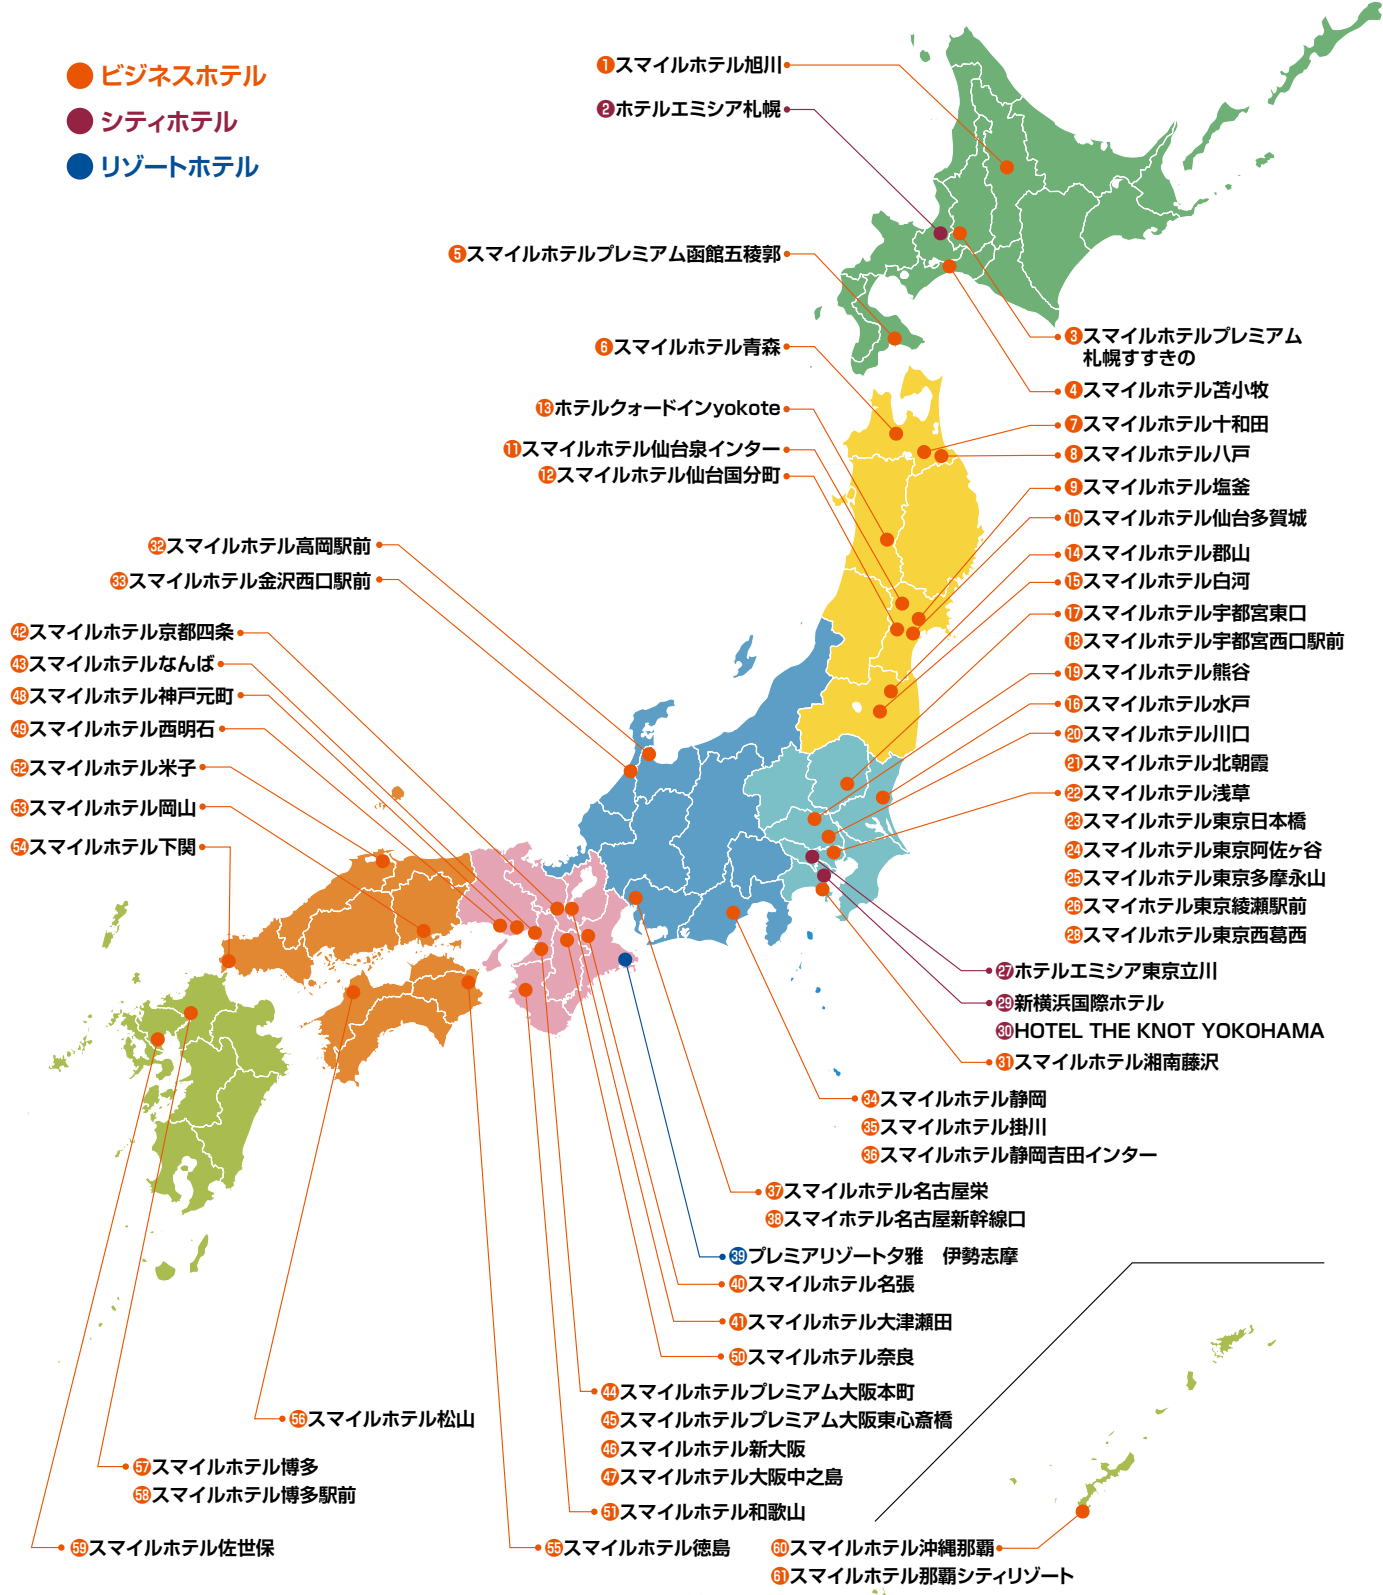 ビジネスホテル
シティホテル
リゾートホテル
❶スマイルホテル旭川
❷ホテルエミシア札幌
❺スマイルホテルプレミアム函館五稜郭
❸スマイルホテルプレミアム
札幌すすきの
❻スマイルホテル青森
❹スマイルホテル苫小牧
⓭ホテルクォードインyokote
❼スマイルホテル十和田
⓫スマイルホテル仙台泉インター
❽スマイルホテル八戸
⓬スマイルホテル仙台国分町
❾スマイルホテル塩釜
❿スマイルホテル仙台多賀城
㉜スマイルホテル高岡駅前
⓮スマイルホテル郡山
㉝スマイルホテル金沢西口駅前
⓯スマイルホテル白河
⓱スマイルホテル宇都宮東口
㊷スマイルホテル京都四条
⓲スマイルホテル宇都宮西口駅前
㊸スマイルホテルなんば
⓳スマイルホテル熊谷
㊽スマイルホテル神戸元町
⓰スマイルホテル水戸
㊾スマイルホテル西明石
⓴スマイルホテル川口
㉑スマイルホテル北朝霞
52スマイルホテル米子
㉒スマイルホテル浅草
53スマイルホテル岡山
㉓スマイルホテル東京日本橋
54スマイルホテル下関
㉔スマイルホテル東京阿佐ヶ谷
㉕スマイルホテル東京多摩永山
㉖スマイホテル東京綾瀬駅前
㉘スマイルホテル東京西葛西
㉗ホテルエミシア東京立川
㉙新横浜国際ホテル
㉚HOTEL THE KNOT YOKOHAMA
㉛スマイルホテル湘南藤沢
㉞スマイルホテル静岡
㉟スマイルホテル掛川
㊱スマイルホテル静岡吉田インター
㊲スマイルホテル名古屋栄
㊳スマイホテル名古屋新幹線口
㊴プレミアリゾート夕雅　伊勢志摩
㊵スマイルホテル名張
㊶スマイルホテル大津瀬田
㊿スマイルホテル奈良
㊹スマイルホテルプレミアム大阪本町
㊺スマイルホテルプレミアム大阪東心斎橋
㊻スマイルホテル新大阪
㊼スマイルホテル大阪中之島
51スマイルホテル和歌山
56スマイルホテル松山
57スマイルホテル博多
58スマイルホテル博多駅前
59スマイルホテル佐世保
55スマイルホテル徳島
60スマイルホテル沖縄那覇
61スマイルホテル那覇シティリゾート